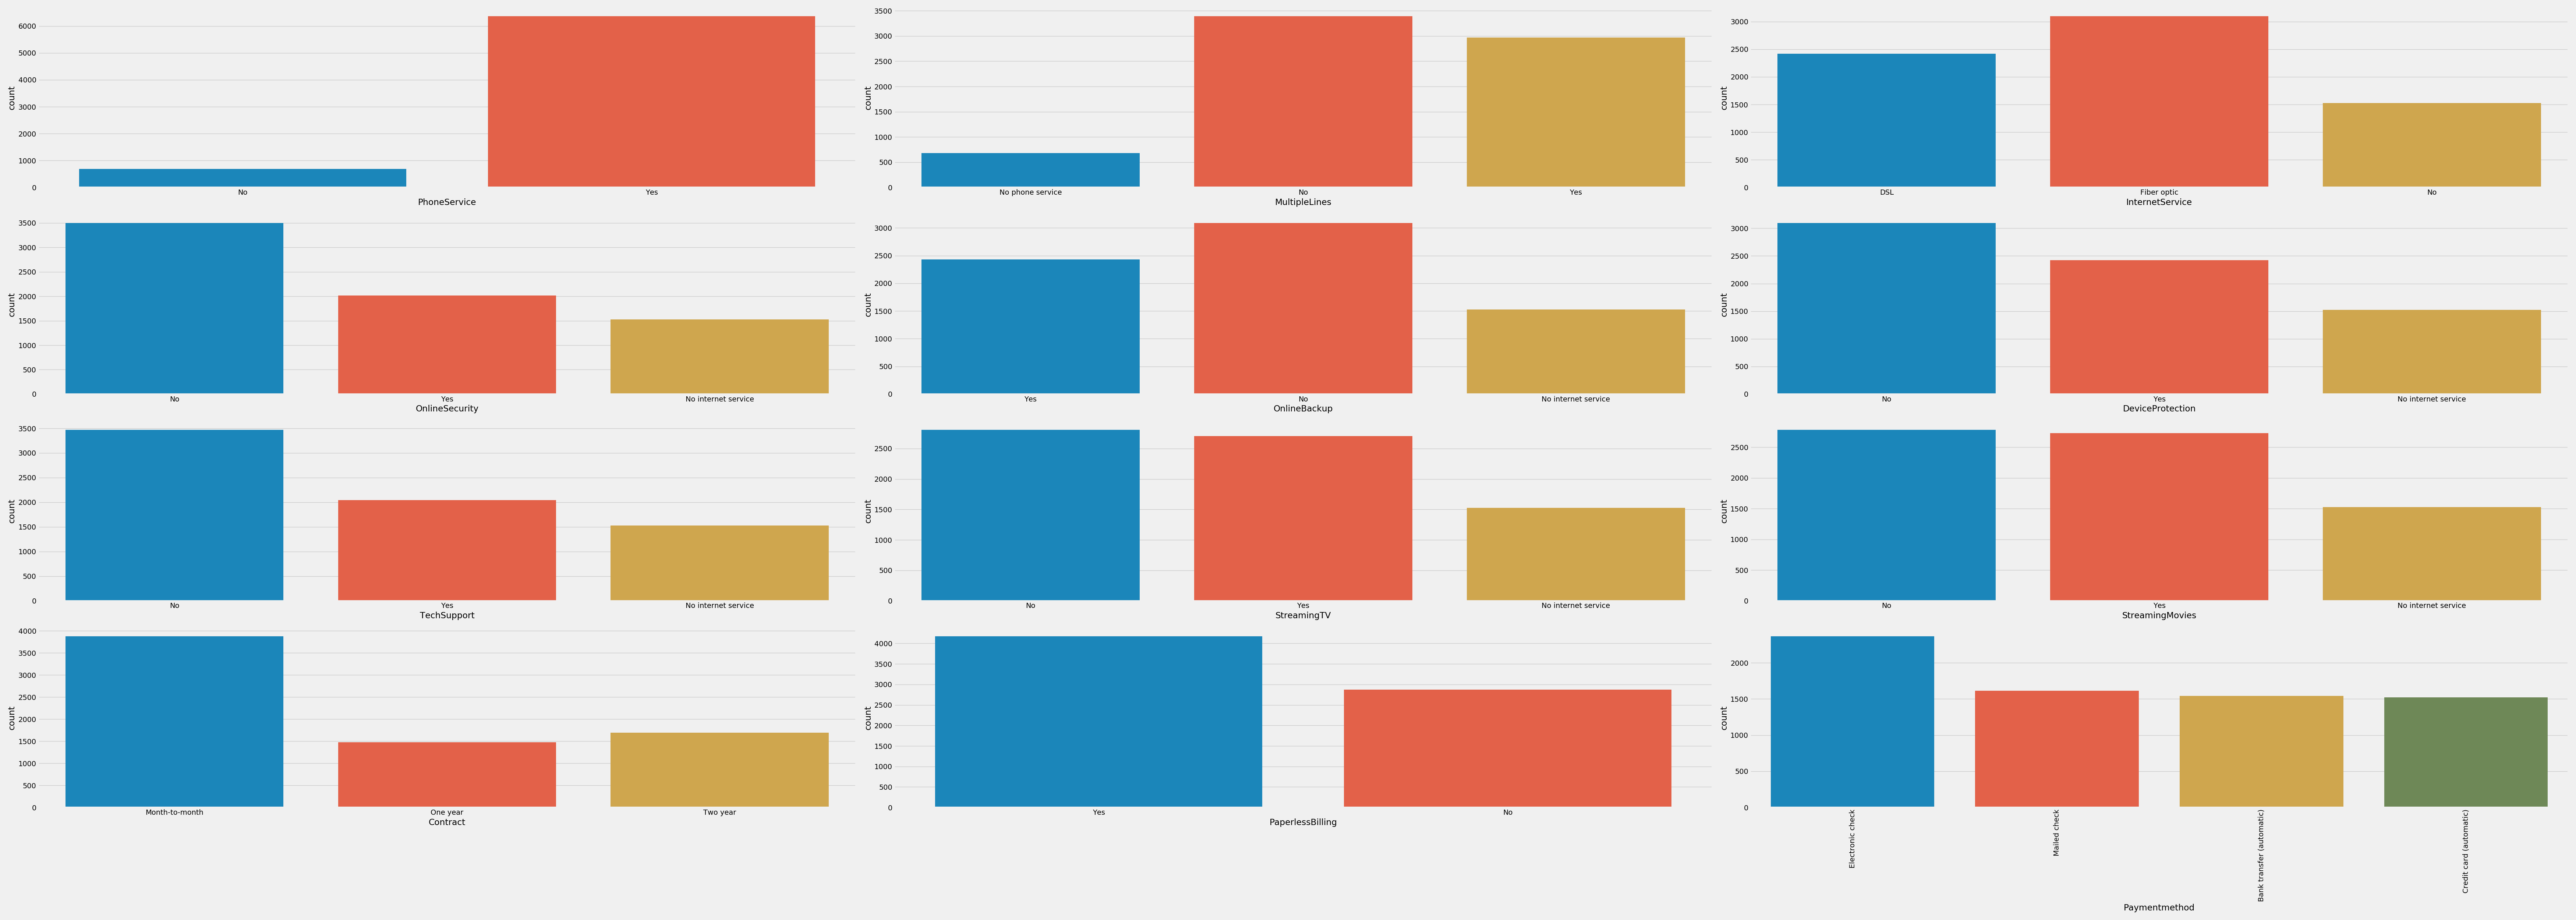 6000
5000
4000
3000
2000
1000
0
count
No
Yes
PhoneService
3500
3000
2500
2000
1500
1000
500
0
count
No phone service
No
Yes
MultipleLines
3000
2500
2000
1500
1000
500
0
count
DSL
Fiber optic
No
InternetService
3500
3000
2500
2000
1500
1000
500
0
count
No
Yes
No internet service
OnlineSecurity
3000
2500
2000
1500
1000
500
0
count
Yes
No
No internet service
OnlineBackup
3000
2500
2000
1500
1000
500
0
count
No
Yes
No internet service
DeviceProtection
3500
3000
2500
2000
1500
1000
500
0
count
No
Yes
No internet service
TechSupport
2500
2000
1500
1000
500
0
count
No
Yes
No internet service
StreamingTV
2500
2000
1500
1000
500
0
count
No
Yes
No internet service
StreamingMovies
4000
3500
3000
2500
2000
1500
1000
500
0
count
Month-to-month
One year
Two year
Contract
4000
3500
3000
2500
2000
1500
1000
500
0
count
Yes
No
PaperlessBilling
2000
1500
1000
500
0
count
Electronic check
Mailed check
Bank transfer (automatic)
Credit card (automatic)
Paymentmethod